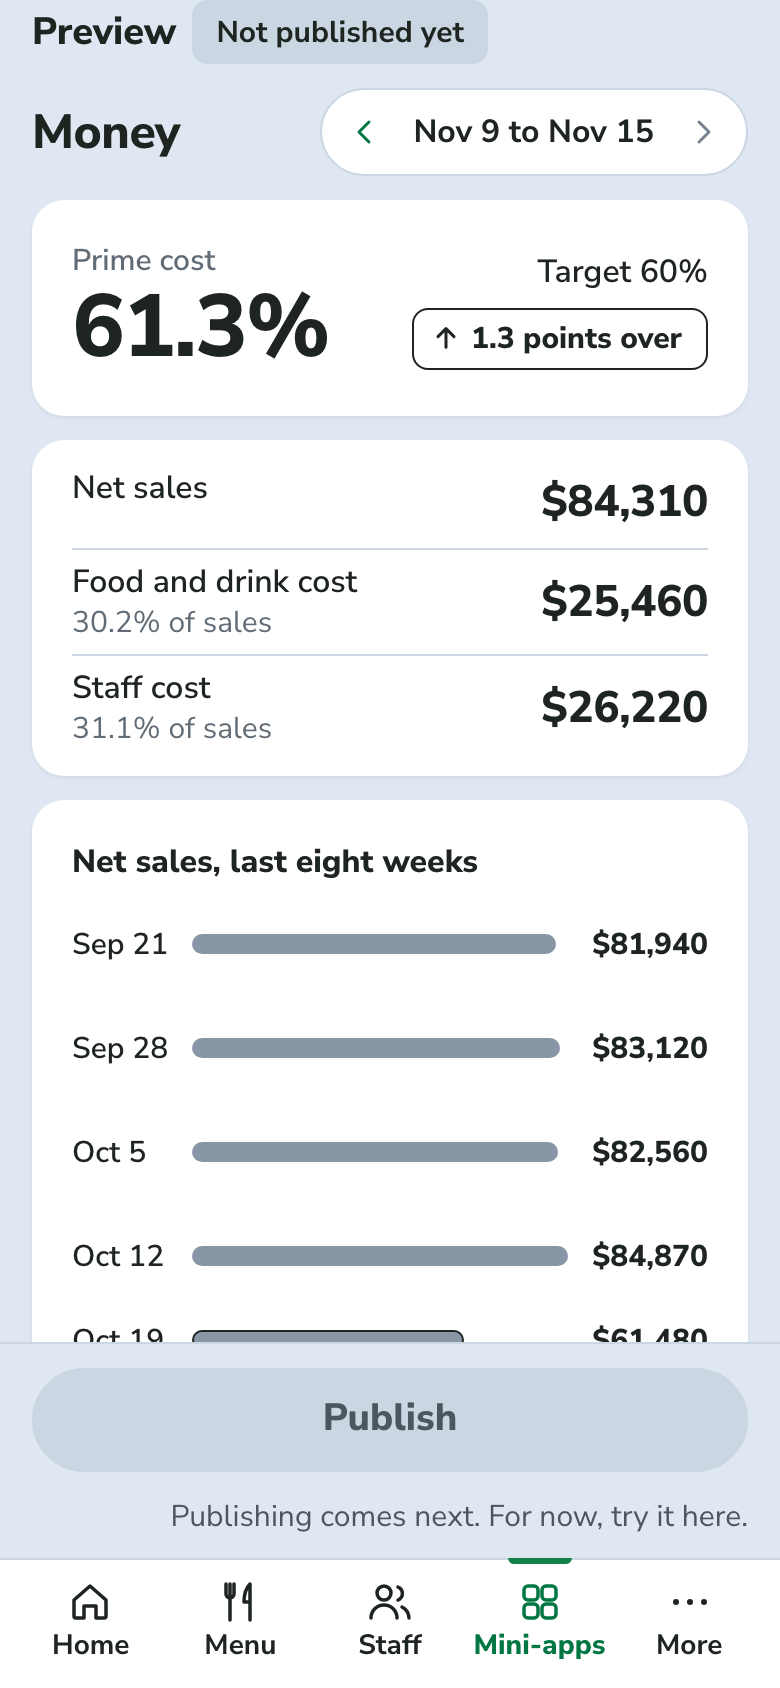 Preview
Not published yet
Money
Nov 9 to Nov 15
Prime cost
61.3%
Target 60%
↑ 1.3 points over
Net sales
$84,310
Food and drink cost
30.2% of sales
$25,460
Staff cost
31.1% of sales
$26,220
Net sales, last eight weeks
Sep 21 $81,940
Sep 28 $83,120
Oct 5 $82,560
Oct 12 $84,870
Oct 19 $61,480
Publish
Publishing comes next. For now, try it here.
Home Menu Staff Mini-apps More